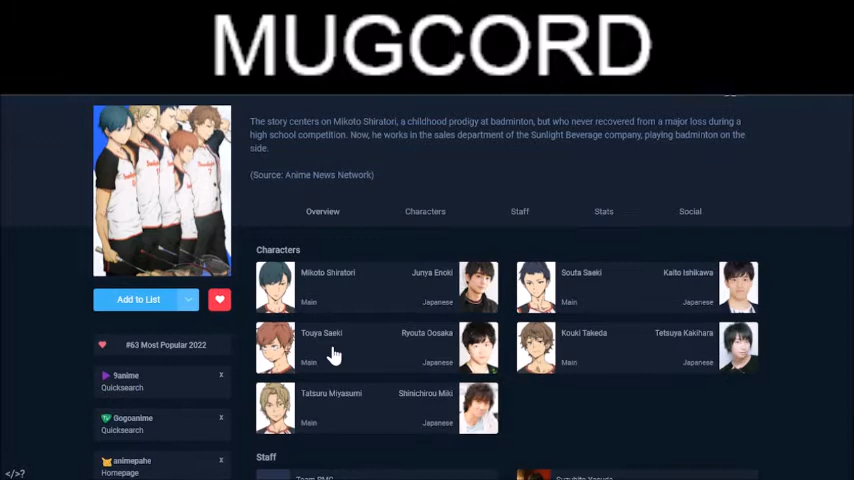 MUGCORD
The story centers on Mikoto Shiratori, a childhood prodigy at badminton, but who never recovered from a major loss during a
high school competition. Now, he works in the sales department of the Sunlight Beverage company, playing badminton on the
side.
(Source: Anime News Network)
Overview Characters Staff Stats Social
Characters
Mikoto Shiratori Junya Enoki
Main Japanese
Souta Saeki Kaito Ishikawa
Main Japanese
Touya Saeki Ryouta Oosaka
Main Japanese
Kouki Takeda Tetsuya Kakihara
Main Japanese
Tatsuru Miyasumi Shinichirou Miki
Main Japanese
Staff
Add to List
#63 Most Popular 2022
9anime x
Quicksearch
Gogoanime x
Quicksearch
animepahe x
Homepage
</>?